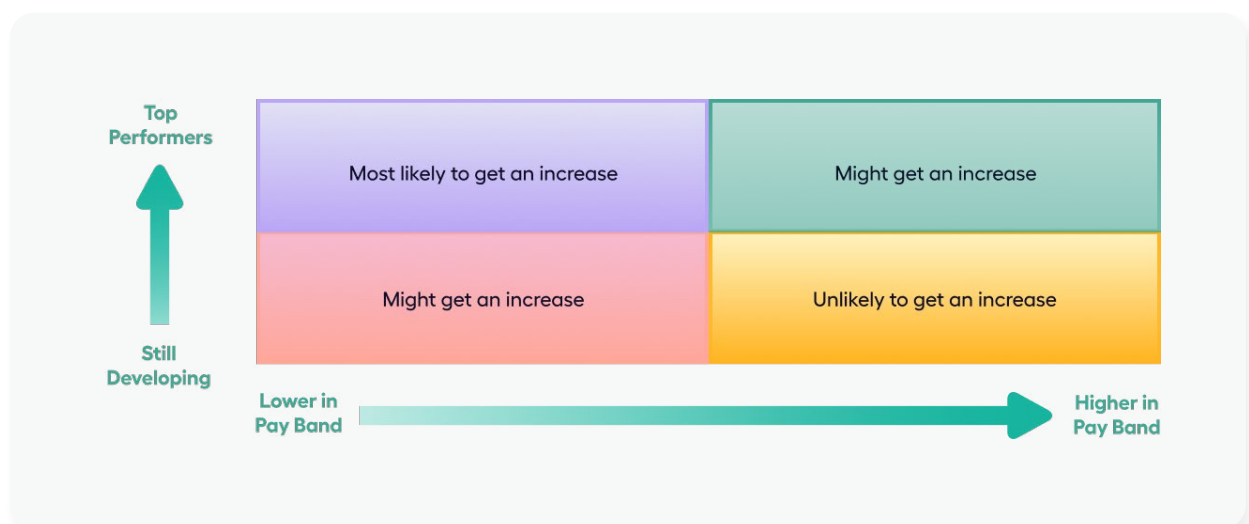 Top
Performers
Most likely to get an increase
Might get an increase
Might get an increase
Unlikely to get an increase
Still
Developing
Lower in
Pay Band
Higher in
Pay Band